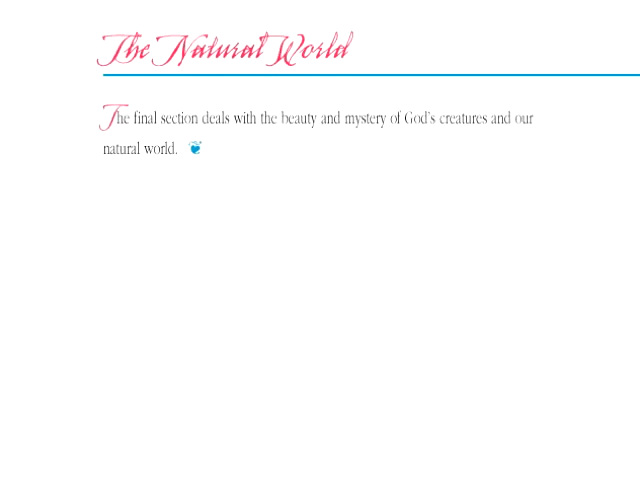 The Natural World
The final section deals with the beauty and mystery of God's creatures and our
natural world.